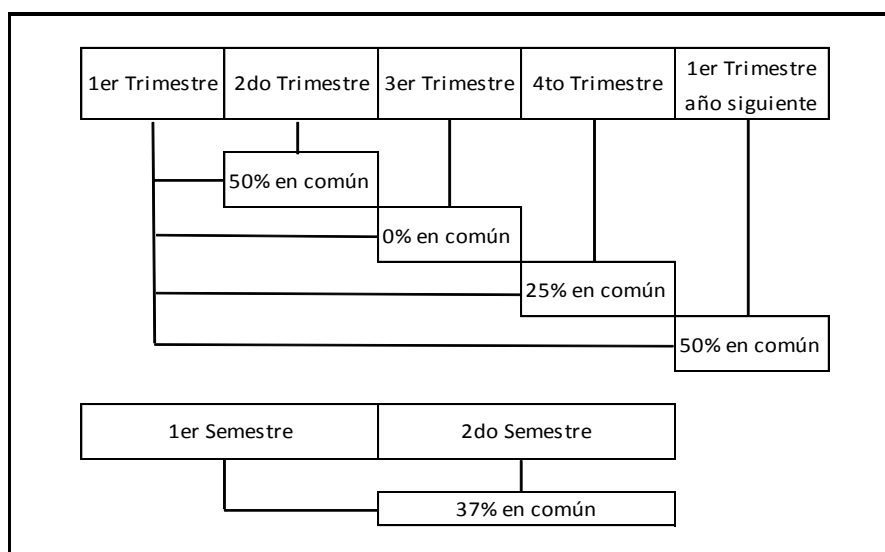 1er Trimestre
2do Trimestre
3er Trimestre
4to Trimestre
1er Trimestre
año siguiente
50% en común
0% en común
25% en común
50% en común
1er Semestre
2do Semestre
37% en común